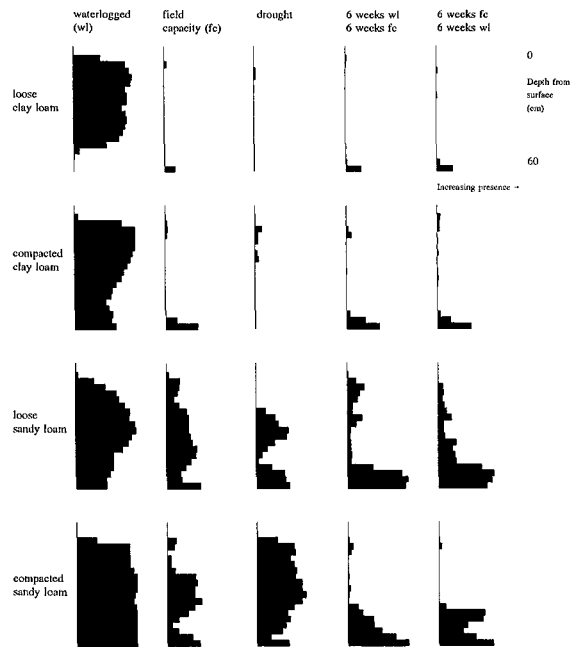 waterlogged
(wl)
field
capacity (fc)
drought
6 weeks wl
6 weeks fc
6 weeks fc
6 weeks wl
loose
clay loam
0
Depth from
surface
(cm)
60
Increasing presence →
compacted
clay loam
loose
sandy loam
compacted
sandy loam